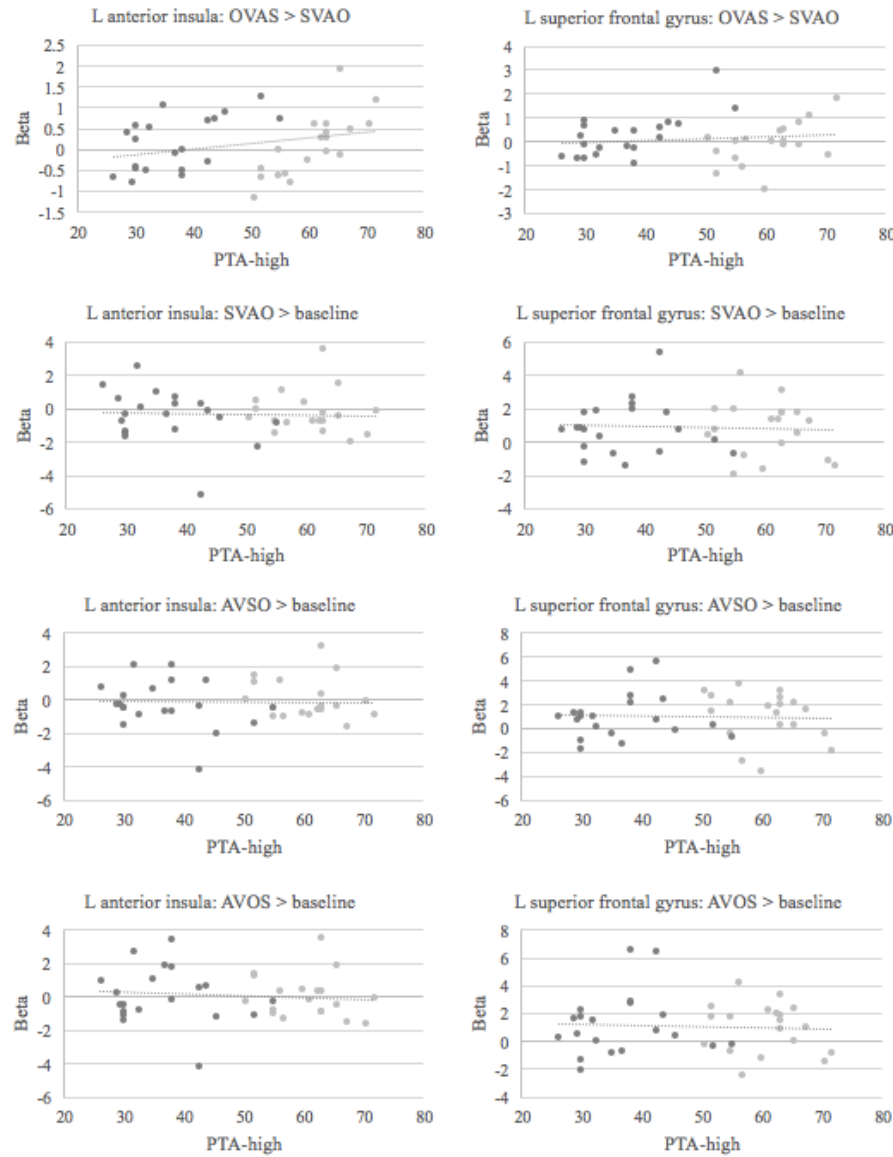 L anterior insula: OVAS > SVAO
2.5
2
1.5
1
0.5
0
-0.5
-1
-1.5
Beta
20 30 40 50 60 70 80
PTA-high
L superior frontal gyrus: OVAS > SVAO
4
3
2
1
0
-1
-2
-3
Beta
20 30 40 50 60 70 80
PTA-high
L anterior insula: SVAO > baseline
4
2
0
-2
-4
-6
Beta
20 30 40 50 60 70 80
PTA-high
L superior frontal gyrus: SVAO > baseline
6
4
2
0
-2
-4
Beta
20 30 40 50 60 70 80
PTA-high
L anterior insula: AVSO > baseline
4
2
0
-2
-4
-6
Beta
20 30 40 50 60 70 80
PTA-high
L superior frontal gyrus: AVSO > baseline
8
6
4
2
0
-2
-4
-6
Beta
20 30 40 50 60 70 80
PTA-high
L anterior insula: AVOS > baseline
4
2
0
-2
-4
-6
Beta
20 30 40 50 60 70 80
PTA-high
L superior frontal gyrus: AVOS > baseline
8
6
4
2
0
-2
-4
Beta
20 30 40 50 60 70 80
PTA-high